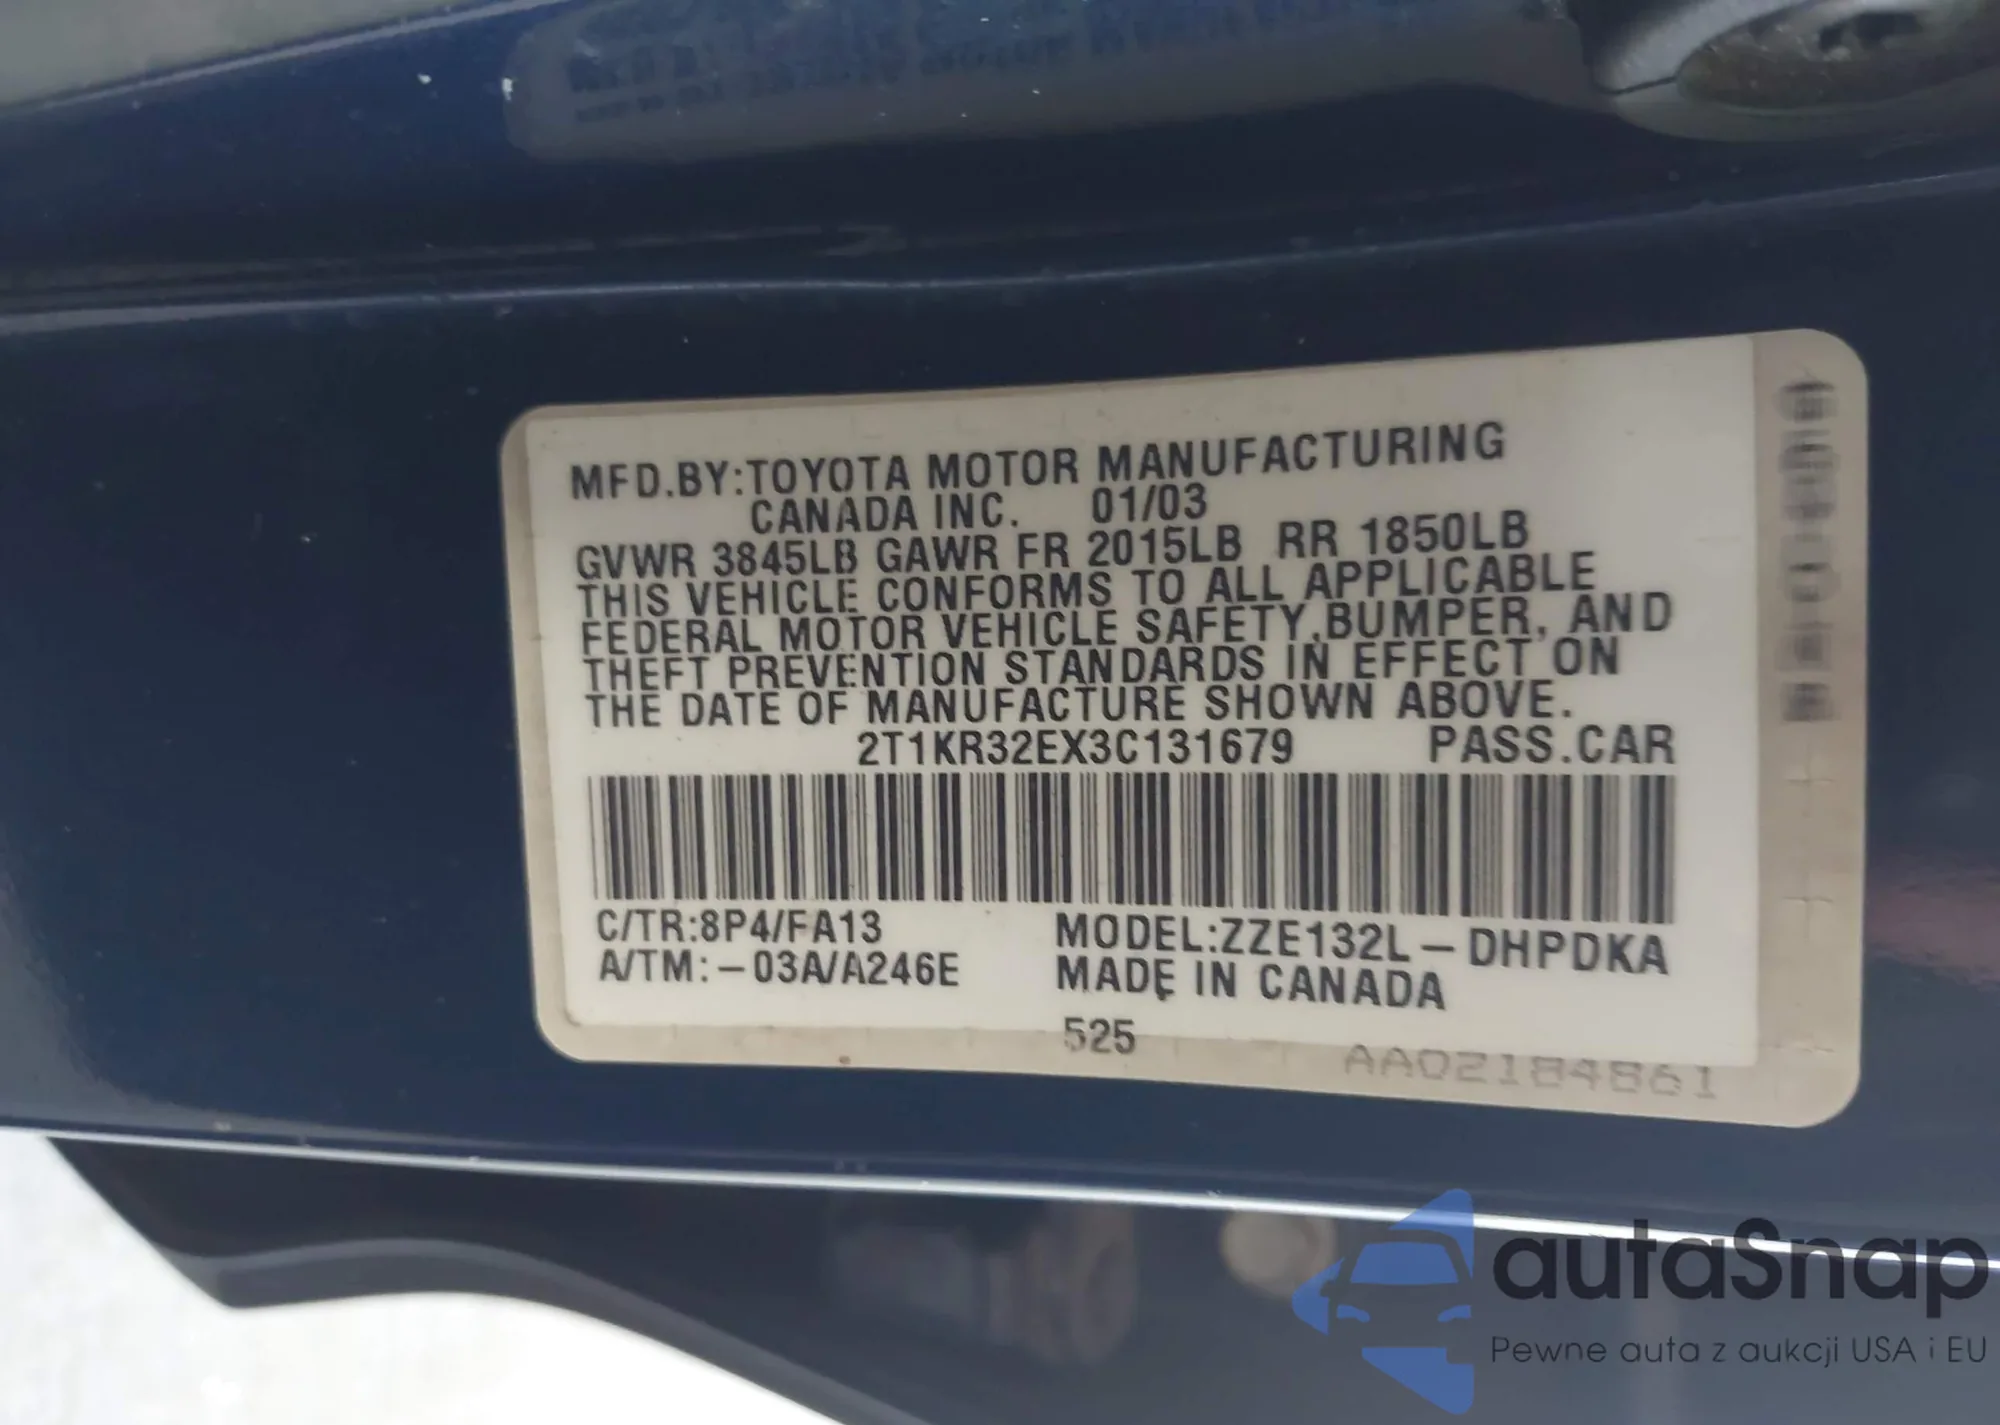 MFD.BY:TOYOTA MOTOR MANUFACTURING
CANADA INC. 01/03
GVWR 3845LB GAWR FR 2015LB RR 1850LB
THIS VEHICLE CONFORMS TO ALL APPLICABLE
FEDERAL MOTOR VEHICLE SAFETY,BUMPER, AND
THEFT PREVENTION STANDARDS IN EFFECT ON
THE DATE OF MANUFACTURE SHOWN ABOVE.
2T1KR32EX3C131679 PASS.CAR
C/TR:8P4/FA13 MODEL:ZZE132L-DHPDKA
A/TM:-03A/A246E MADE IN CANADA
525
AA02184861
autaSnap
Pewne auta z aukcji USA i EU